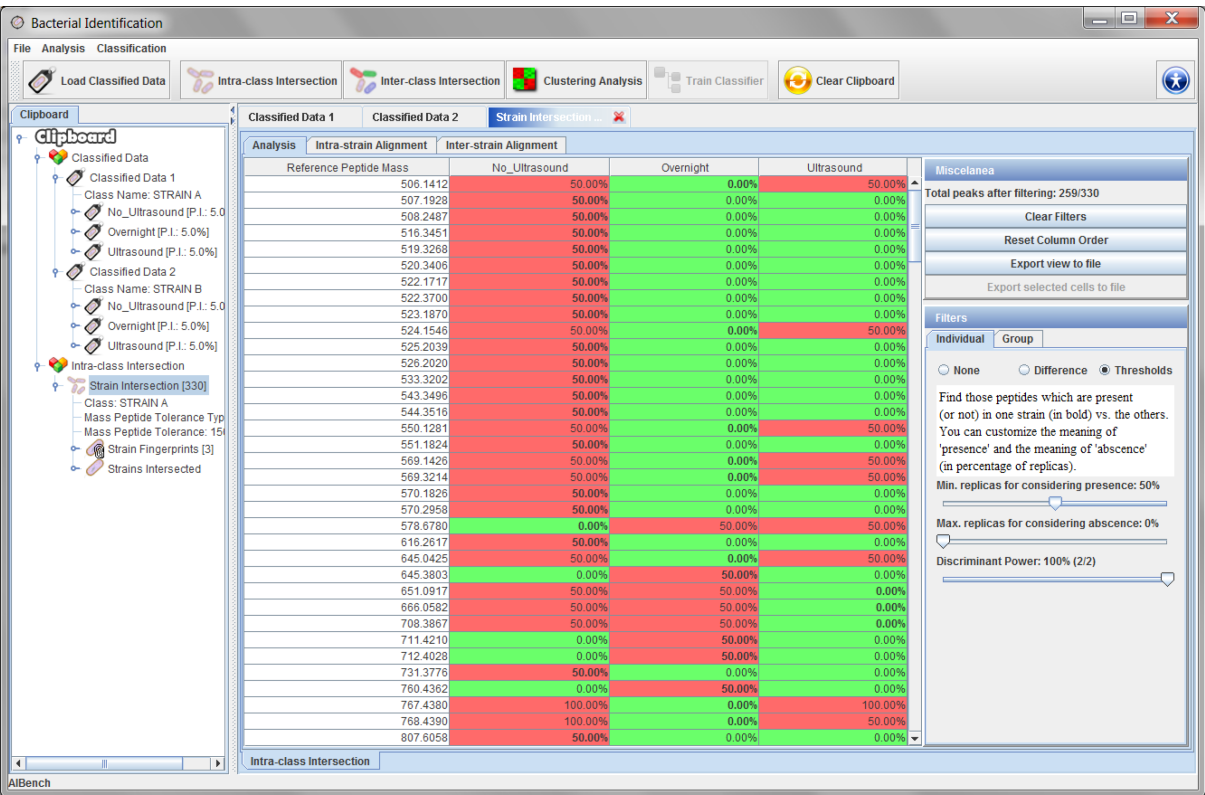 Bacterial Identification
File Analysis Classification
Load Classified Data Intra-class Intersection Inter-class Intersection Clustering Analysis Train Classifier Clear Clipboard
Clipboard
Clipboard
Classified Data
Classified Data 1
Class Name: STRAIN A
No_Ultrasound [P.I.: 5.0
Overnight [P.I.: 5.0%]
Ultrasound [P.I.: 5.0%]
Classified Data 2
Class Name: STRAIN B
No_Ultrasound [P.I.: 5.0
Overnight [P.I.: 5.0%]
Ultrasound [P.I.: 5.0%]
Intra-class Intersection
Strain Intersection [330]
Class: STRAIN A
Mass Peptide Tolerance Typ
Mass Peptide Tolerance: 150
Strain Fingerprints [3]
Strains Intersected
Classified Data 1 Classified Data 2 Strain Intersection ...
Analysis Intra-strain Alignment Inter-strain Alignment
Reference Peptide Mass No_Ultrasound Overnight Ultrasound
506.1412 50.00% 0.00% 50.00%
507.1928 50.00% 0.00% 0.00%
508.2487 50.00% 0.00% 0.00%
516.3451 50.00% 0.00% 0.00%
519.3268 50.00% 0.00% 0.00%
520.3406 50.00% 0.00% 0.00%
522.1717 50.00% 0.00% 0.00%
522.3700 50.00% 0.00% 0.00%
523.1870 50.00% 0.00% 0.00%
524.1546 50.00% 0.00% 50.00%
525.2039 50.00% 0.00% 0.00%
526.2020 50.00% 0.00% 0.00%
533.3202 50.00% 0.00% 0.00%
543.3496 50.00% 0.00% 0.00%
544.3516 50.00% 0.00% 0.00%
550.1281 50.00% 0.00% 50.00%
551.1824 50.00% 0.00% 0.00%
569.1426 50.00% 0.00% 50.00%
569.3214 50.00% 0.00% 50.00%
570.1826 50.00% 0.00% 0.00%
570.2958 50.00% 0.00% 0.00%
578.6780 0.00% 50.00% 50.00%
616.2617 50.00% 0.00% 0.00%
645.0425 50.00% 0.00% 50.00%
645.3803 0.00% 50.00% 0.00%
651.0917 50.00% 50.00% 0.00%
666.0582 50.00% 50.00% 0.00%
708.3867 50.00% 50.00% 0.00%
711.4210 0.00% 50.00% 0.00%
712.4028 0.00% 50.00% 0.00%
731.3776 50.00% 0.00% 0.00%
760.4362 0.00% 50.00% 0.00%
767.4380 100.00% 0.00% 100.00%
768.4390 100.00% 0.00% 50.00%
807.6058 50.00% 0.00% 0.00%
Intra-class Intersection
Miscelanea
Total peaks after filtering: 259/330
Clear Filters
Reset Column Order
Export view to file
Export selected cells to file
Filters
Individual Group
None Difference Thresholds
Find those peptides which are present
(or not) in one strain (in bold) vs. the others.
You can customize the meaning of
'presence' and the meaning of 'abscence'
(in percentage of replicas).
Min. replicas for considering presence: 50%
Max. replicas for considering abscence: 0%
Discriminant Power: 100% (2/2)
AIBench